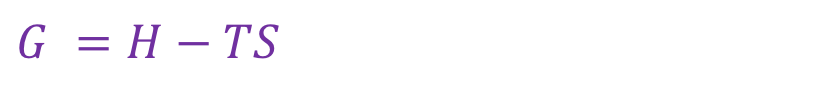 G = H − TS